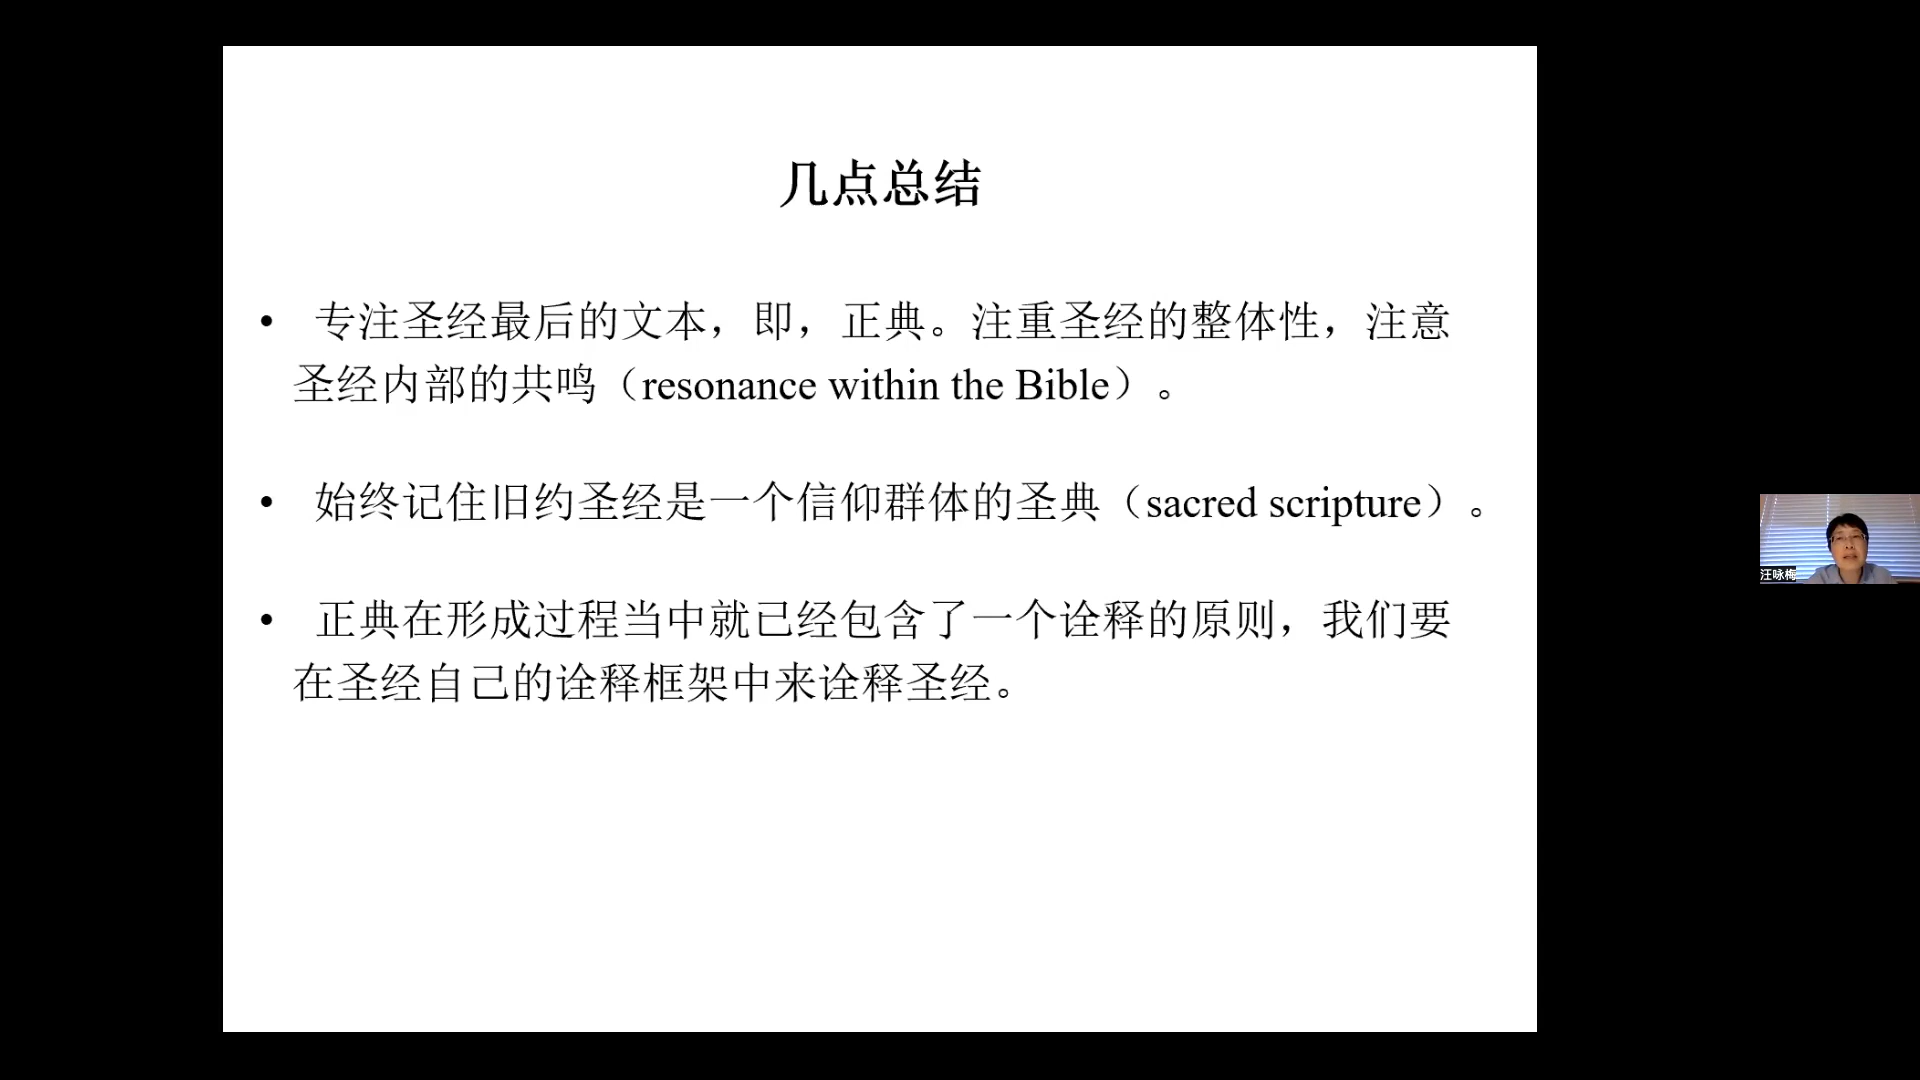 几点总结
• 专注圣经最后的文本，即，正典。注重圣经的整体性，注意
圣经内部的共鸣（resonance within the Bible）。
• 始终记住旧约圣经是一个信仰群体的圣典（sacred scripture）。
• 正典在形成过程当中就已经包含了一个诠释的原则，我们要
在圣经自己的诠释框架中来诠释圣经。
汪咏梅